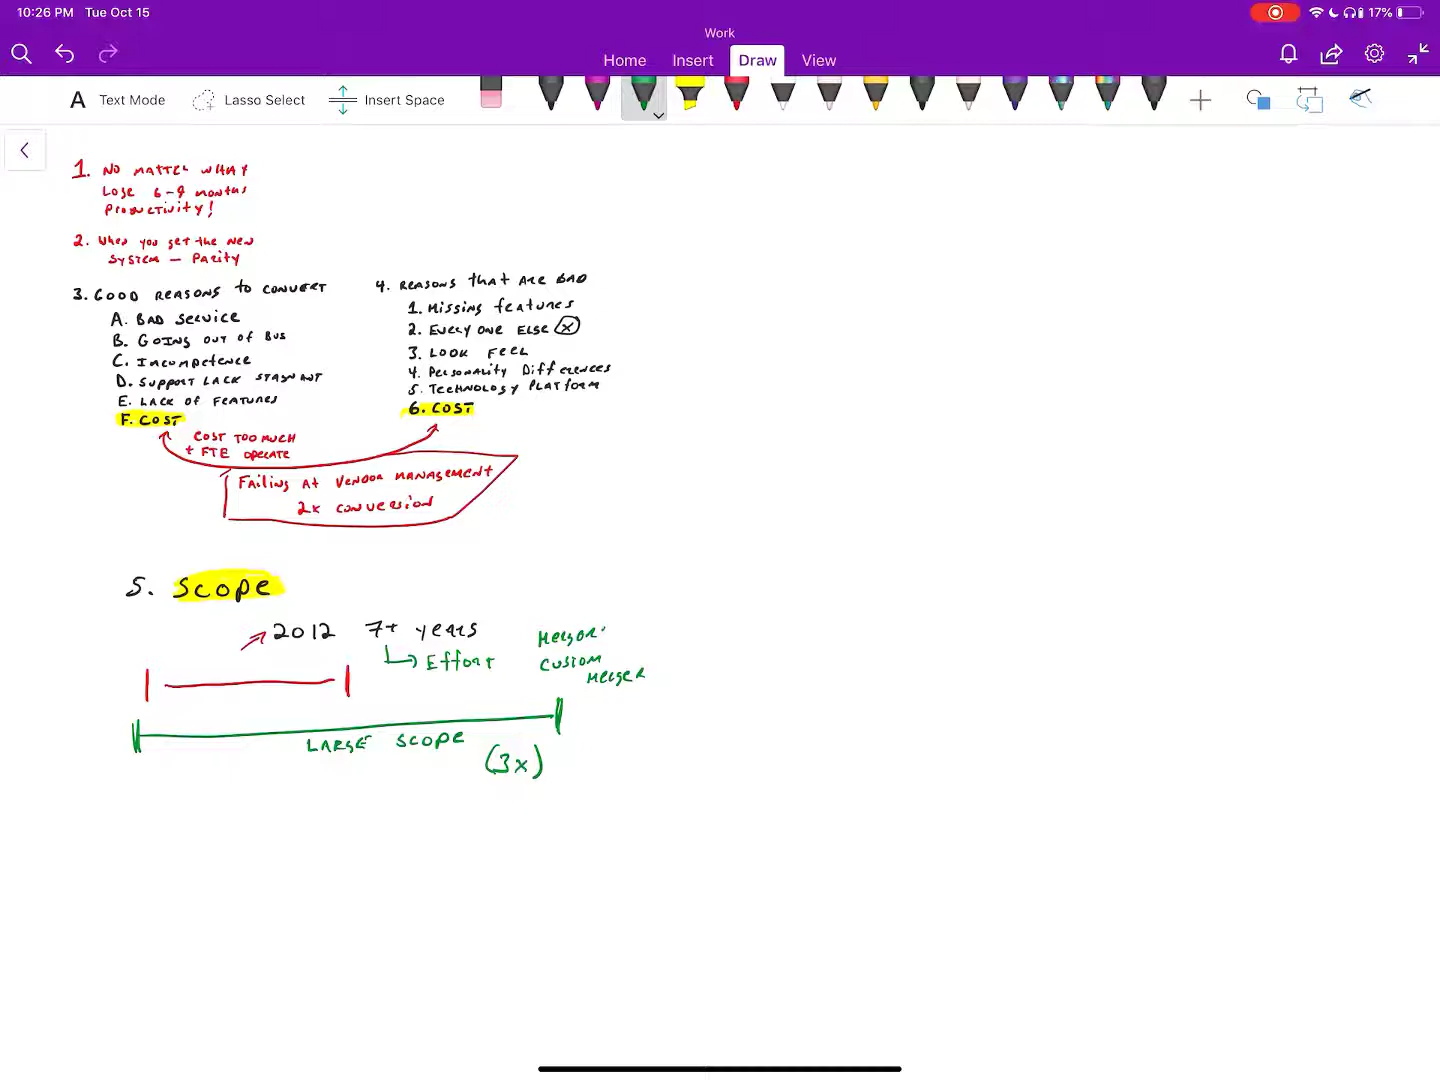 10:26 PM Tue Oct 15
17%
Work
Home Insert Draw View
A Text Mode Lasso Select Insert Space
1. NO MATTER WHAT
LOSE 6-9 MONTHS
PRODUCTIVITY!
2. When you get the new
SYSTEM - PARITY
3. GOOD REASONS TO CONVERT
A. BAD SERVICE
B. GOING OUT OF BUS
C. INCOMPETENCE
D. SUPPORT LACK STAGNANT
E. LACK OF FEATURES
F. COST
4. REASONS that ARE BAD
1. MISSING features
2. EVERYONE ELSE X
3. LOOK FEEL
4. PERSONALITY DIFFERENCES
5. TECHNOLOGY PLATFORM
6. COST
COST TOO MUCH
+ FTE OPERATE
FAILING AT VENDOR MANAGEMENT
2X CONVERSION
5. SCOPE
2012 7+ years
Effort
MERGER
CUSTOM
MERGER
LARGE SCOPE
(3x)